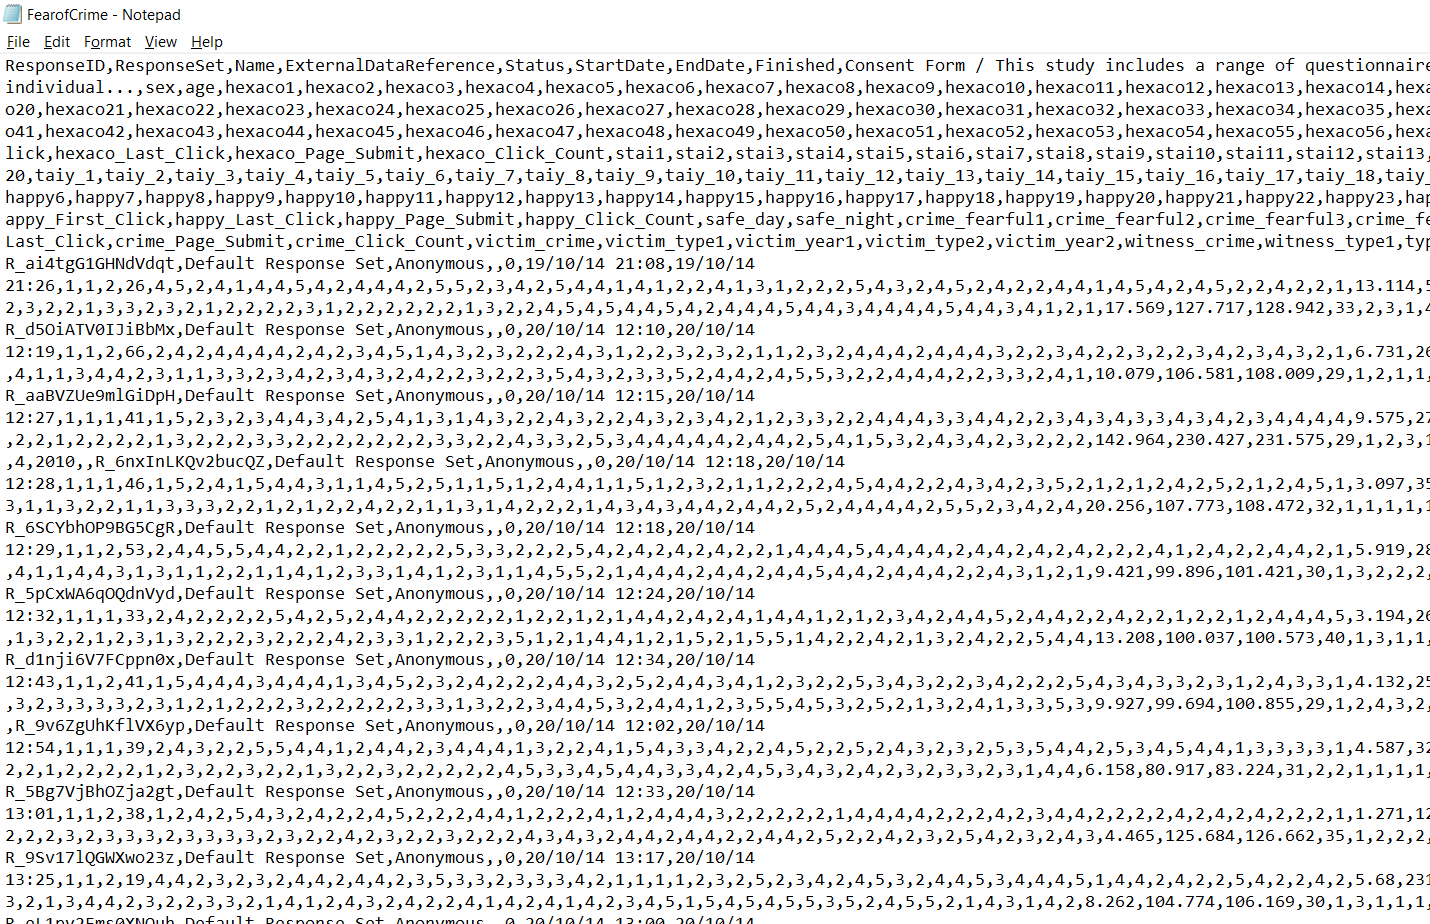 FearofCrime - Notepad
File Edit Format View Help
ResponseID,ResponseSet,Name,ExternalDataReference,Status,StartDate,EndDate,Finished,Consent Form / This study includes a range of questionnaire
individual...,sex,age,hexaco1,hexaco2,hexaco3,hexaco4,hexaco5,hexaco6,hexaco7,hexaco8,hexaco9,hexaco10,hexaco11,hexaco12,hexaco13,hexaco14,hexa
o20,hexaco21,hexaco22,hexaco23,hexaco24,hexaco25,hexaco26,hexaco27,hexaco28,hexaco29,hexaco30,hexaco31,hexaco32,hexaco33,hexaco34,hexaco35,hexa
o41,hexaco42,hexaco43,hexaco44,hexaco45,hexaco46,hexaco47,hexaco48,hexaco49,hexaco50,hexaco51,hexaco52,hexaco53,hexaco54,hexaco55,hexaco56,hexa
lick,hexaco_Last_Click,hexaco_Page_Submit,hexaco_Click_Count,stai1,stai2,stai3,stai4,stai5,stai6,stai7,stai8,stai9,stai10,stai11,stai12,stai13,
20,taiy_1,taiy_2,taiy_3,taiy_4,taiy_5,taiy_6,taiy_7,taiy_8,taiy_9,taiy_10,taiy_11,taiy_12,taiy_13,taiy_14,taiy_15,taiy_16,taiy_17,taiy_18,taiy_
happy6,happy7,happy8,happy9,happy10,happy11,happy12,happy13,happy14,happy15,happy16,happy17,happy18,happy19,happy20,happy21,happy22,happy23,hap
appy_First_Click,happy_Last_Click,happy_Page_Submit,happy_Click_Count,safe_day,safe_night,crime_fearful1,crime_fearful2,crime_fearful3,crime_fe
Last_Click,crime_Page_Submit,crime_Click_Count,victim_crime,victim_type1,victim_year1,victim_type2,victim_year2,witness_crime,witness_type1,typ
R_ai4tgG1GHNdVdqt,Default Response Set,Anonymous,,0,19/10/14 21:08,19/10/14
21:26,1,1,2,26,4,5,2,4,1,4,4,5,4,2,4,4,4,2,5,5,2,3,4,2,5,4,4,1,4,1,2,2,4,1,3,1,2,2,2,5,4,3,2,4,5,2,4,2,2,4,4,1,4,5,4,2,4,5,2,2,4,2,2,1,13.114,5
2,3,2,2,1,3,3,2,3,2,1,2,2,2,2,3,1,2,2,2,2,2,2,1,3,2,2,4,5,4,5,4,4,5,4,2,4,4,4,5,4,4,3,4,4,4,4,5,4,4,3,4,1,2,1,17.569,127.717,128.942,33,2,3,1,4
R_d5OiATV0IJiBbMx,Default Response Set,Anonymous,,0,20/10/14 12:10,20/10/14
12:19,1,1,2,66,2,4,2,4,4,4,4,2,4,2,3,4,5,1,4,3,2,3,2,2,2,4,3,1,2,2,3,2,3,2,1,1,2,3,2,4,4,4,2,4,4,4,3,2,2,3,4,2,2,3,2,2,3,4,2,3,4,3,2,1,6.731,26
,4,1,1,3,4,4,2,3,1,1,3,3,2,3,4,2,3,4,3,2,4,2,2,3,2,2,3,5,4,3,2,3,3,5,2,4,4,2,4,5,5,3,2,2,4,4,4,2,2,3,3,2,4,1,10.079,106.581,108.009,29,1,2,1,1,
R_aaBVZUe9mlGiDpH,Default Response Set,Anonymous,,0,20/10/14 12:15,20/10/14
12:27,1,1,1,41,1,5,2,3,2,3,4,4,3,4,2,5,4,1,3,1,4,3,2,2,4,3,2,2,4,3,2,3,4,2,1,2,3,3,2,2,4,4,4,3,3,4,4,2,2,3,4,3,4,3,3,4,3,4,2,3,4,4,4,4,9.575,27
,2,2,1,2,2,2,2,1,3,2,2,2,3,3,2,2,2,2,2,2,2,3,3,2,2,4,3,3,2,5,3,4,4,4,4,4,2,4,4,2,5,4,1,5,3,2,4,3,4,2,3,2,2,2,142.964,230.427,231.575,29,1,2,3,1
,4,2010,,R_6nxInLKQv2bucQZ,Default Response Set,Anonymous,,0,20/10/14 12:18,20/10/14
12:28,1,1,1,46,1,5,2,4,1,5,4,4,3,1,1,4,5,2,5,1,1,5,1,2,4,4,1,1,5,1,2,3,2,1,1,2,2,2,4,5,4,4,2,2,4,3,4,2,3,5,2,1,2,1,2,4,2,5,2,1,2,4,5,1,3.097,35
3,1,1,3,2,2,1,1,3,3,3,2,2,1,2,1,2,2,4,2,2,1,1,3,1,4,2,2,2,1,4,3,4,3,4,4,2,4,4,2,5,2,4,4,4,4,2,5,5,2,3,4,2,4,20.256,107.773,108.472,32,1,1,1,1,1
R_6SCYbhOP9BG5CgR,Default Response Set,Anonymous,,0,20/10/14 12:18,20/10/14
12:29,1,1,2,53,2,4,4,5,5,4,4,2,2,1,2,2,2,2,2,5,3,3,2,2,2,5,4,2,4,2,4,2,4,2,2,1,4,4,4,5,4,4,4,4,2,4,4,2,4,2,4,2,2,2,4,1,2,4,2,2,4,4,2,1,5.919,28
,4,1,1,4,4,3,1,3,1,1,2,2,1,1,4,1,2,3,3,1,4,1,2,3,1,1,4,5,5,2,1,4,4,4,2,4,4,2,4,4,5,4,4,2,4,4,4,2,2,4,3,1,2,1,9.421,99.896,101.421,30,1,3,2,2,2,
R_5pCxWA6qOQdnVyd,Default Response Set,Anonymous,,0,20/10/14 12:24,20/10/14
12:32,1,1,1,33,2,4,2,2,2,2,5,4,2,5,2,4,4,2,2,2,2,2,1,2,2,1,2,1,4,4,2,4,2,4,1,4,4,1,2,1,2,3,4,2,4,4,5,2,4,4,2,2,4,2,2,1,2,2,1,2,4,4,4,5,3.194,26
,1,3,2,2,1,2,3,1,3,2,2,2,3,2,2,2,4,2,3,3,1,2,2,2,3,5,1,2,1,4,4,1,2,1,5,2,1,5,5,1,4,2,2,4,2,1,3,2,4,2,2,5,4,4,13.208,100.037,100.573,40,1,3,1,1,
R_d1nji6V7FCppn0x,Default Response Set,Anonymous,,0,20/10/14 12:34,20/10/14
12:43,1,1,2,41,1,5,4,4,4,3,4,4,4,1,3,4,5,2,3,2,4,2,2,2,4,4,3,2,5,2,4,4,3,4,1,2,3,2,2,5,3,4,3,2,2,3,4,2,2,2,5,4,3,4,3,3,2,3,1,2,4,3,3,1,4.132,25
,3,2,3,3,3,3,2,3,1,2,1,2,2,2,3,2,2,2,2,3,3,1,3,2,2,3,4,4,5,3,2,4,4,1,2,3,5,5,4,5,3,2,5,2,1,3,2,4,1,3,3,5,3,9.927,99.694,100.855,29,1,2,4,3,2,
,R_9v6ZgUhKflVX6yp,Default Response Set,Anonymous,,0,20/10/14 12:02,20/10/14
12:54,1,1,1,39,2,4,3,2,2,5,5,4,4,1,2,4,4,2,3,4,4,4,1,3,2,2,4,1,5,4,3,3,4,2,2,4,5,2,2,5,2,4,3,2,3,2,5,3,5,4,4,2,5,3,4,5,4,4,1,3,3,3,3,1,4.587,32
2,2,1,2,2,2,2,1,2,3,2,2,3,2,2,1,3,2,2,3,2,2,2,2,2,4,5,3,3,4,5,4,4,3,3,4,2,4,5,3,4,3,2,4,2,3,2,3,3,2,3,1,4,4,6.158,80.917,83.224,31,2,2,1,1,1,1,
R_5Bg7VjBhOZja2gt,Default Response Set,Anonymous,,0,20/10/14 12:33,20/10/14
13:01,1,1,2,38,1,2,4,2,5,4,3,2,4,2,2,4,5,2,2,2,4,4,1,2,2,2,4,1,2,4,4,4,3,2,2,2,2,2,1,4,4,4,4,2,2,2,4,2,3,4,4,2,2,2,2,4,2,4,2,4,2,2,2,1,1.271,12
2,2,2,3,2,3,3,3,2,3,3,3,3,2,3,2,2,4,2,3,2,2,3,2,2,2,4,3,4,3,2,4,4,2,4,4,2,4,4,2,5,2,2,4,2,3,2,5,4,2,3,2,4,3,4.465,125.684,126.662,35,1,2,2,2,
R_9Sv17lQGWXwo23z,Default Response Set,Anonymous,,0,20/10/14 13:17,20/10/14
13:25,1,1,2,19,4,4,2,3,2,3,2,4,4,2,4,4,2,3,5,3,3,2,3,3,3,4,2,1,1,1,1,2,3,2,5,2,3,4,2,4,5,3,2,4,4,5,3,4,4,4,5,1,4,4,2,4,2,2,5,4,2,2,4,2,5.68,231
3,2,1,3,4,4,2,3,2,2,3,3,2,1,4,1,2,4,3,2,4,1,4,2,4,1,4,2,3,4,5,1,5,4,5,4,5,5,3,5,2,4,5,5,2,1,4,3,1,4,2,8.262,104.774,106.169,30,1,3,1,1,1,